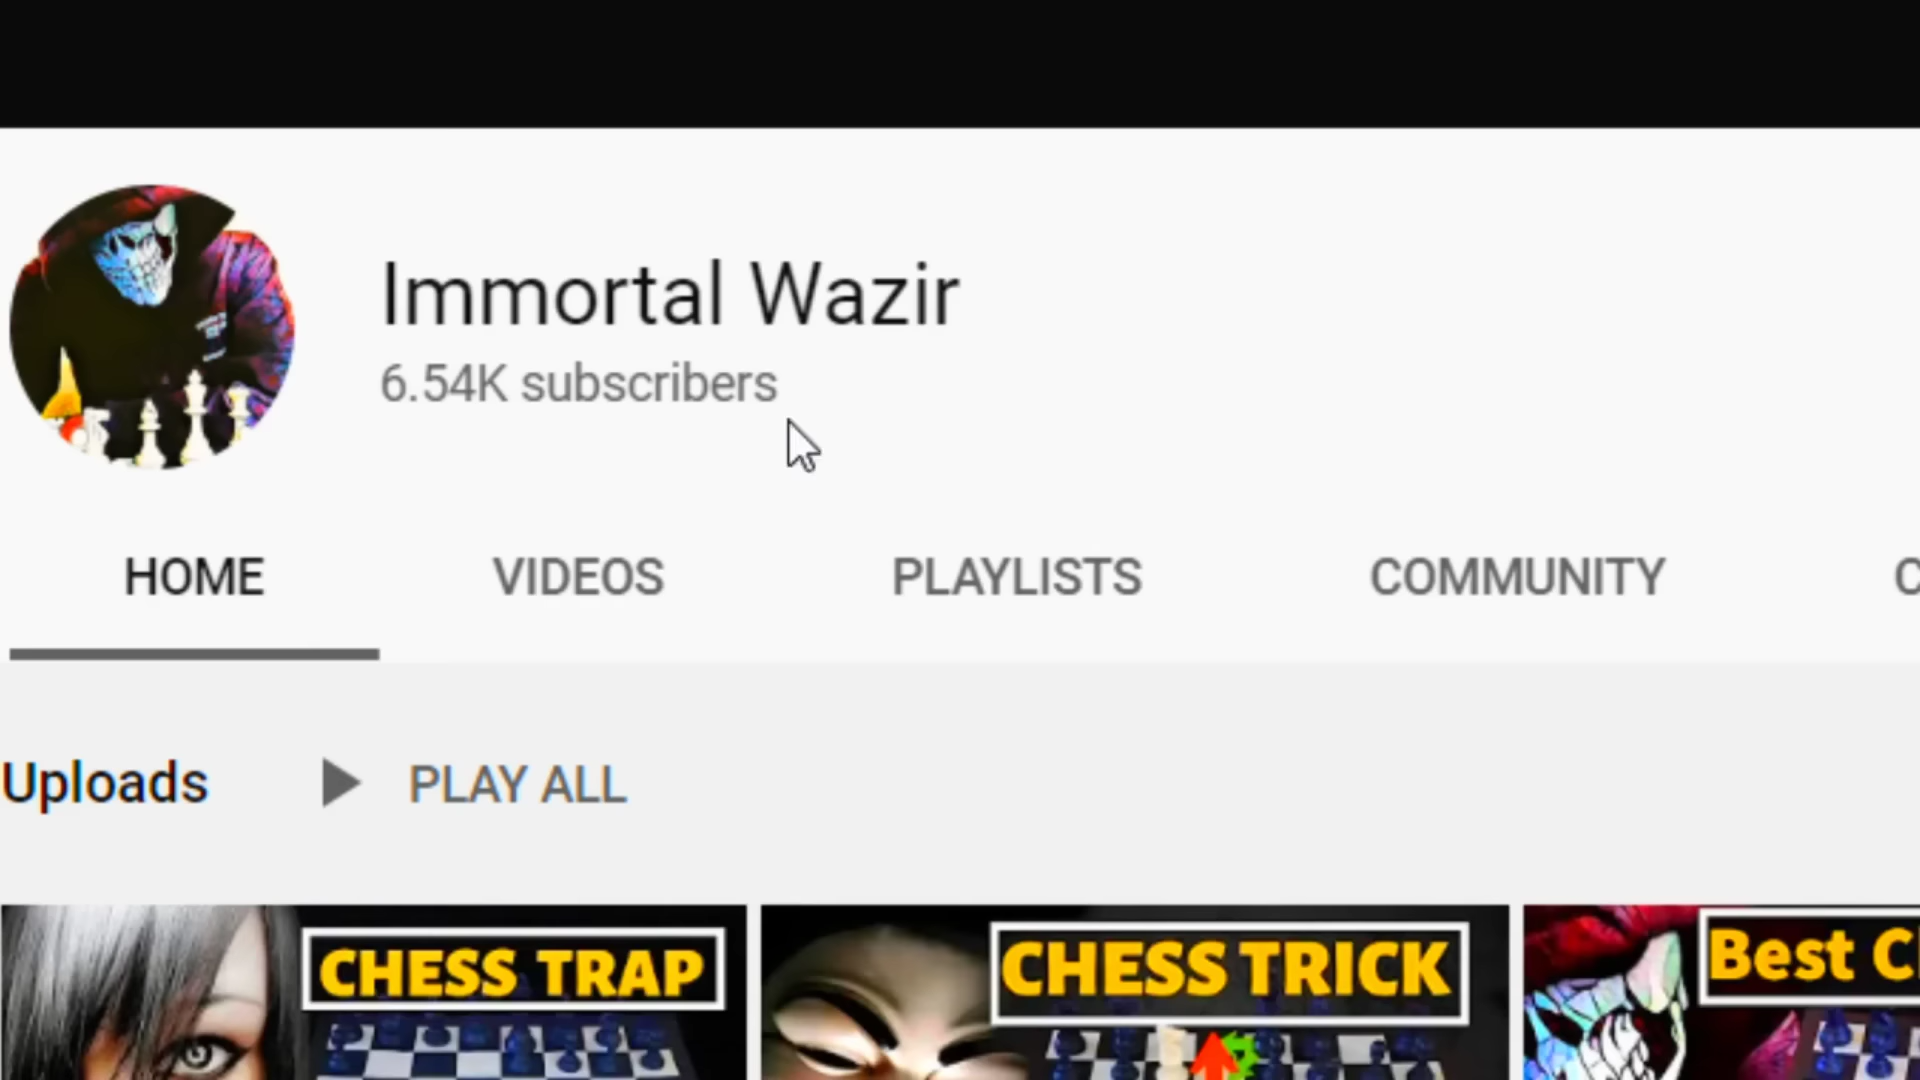 Immortal Wazir
6.54K subscribers
HOME VIDEOS PLAYLISTS COMMUNITY
Uploads PLAY ALL
CHESS TRAP
CHESS TRICK
Best